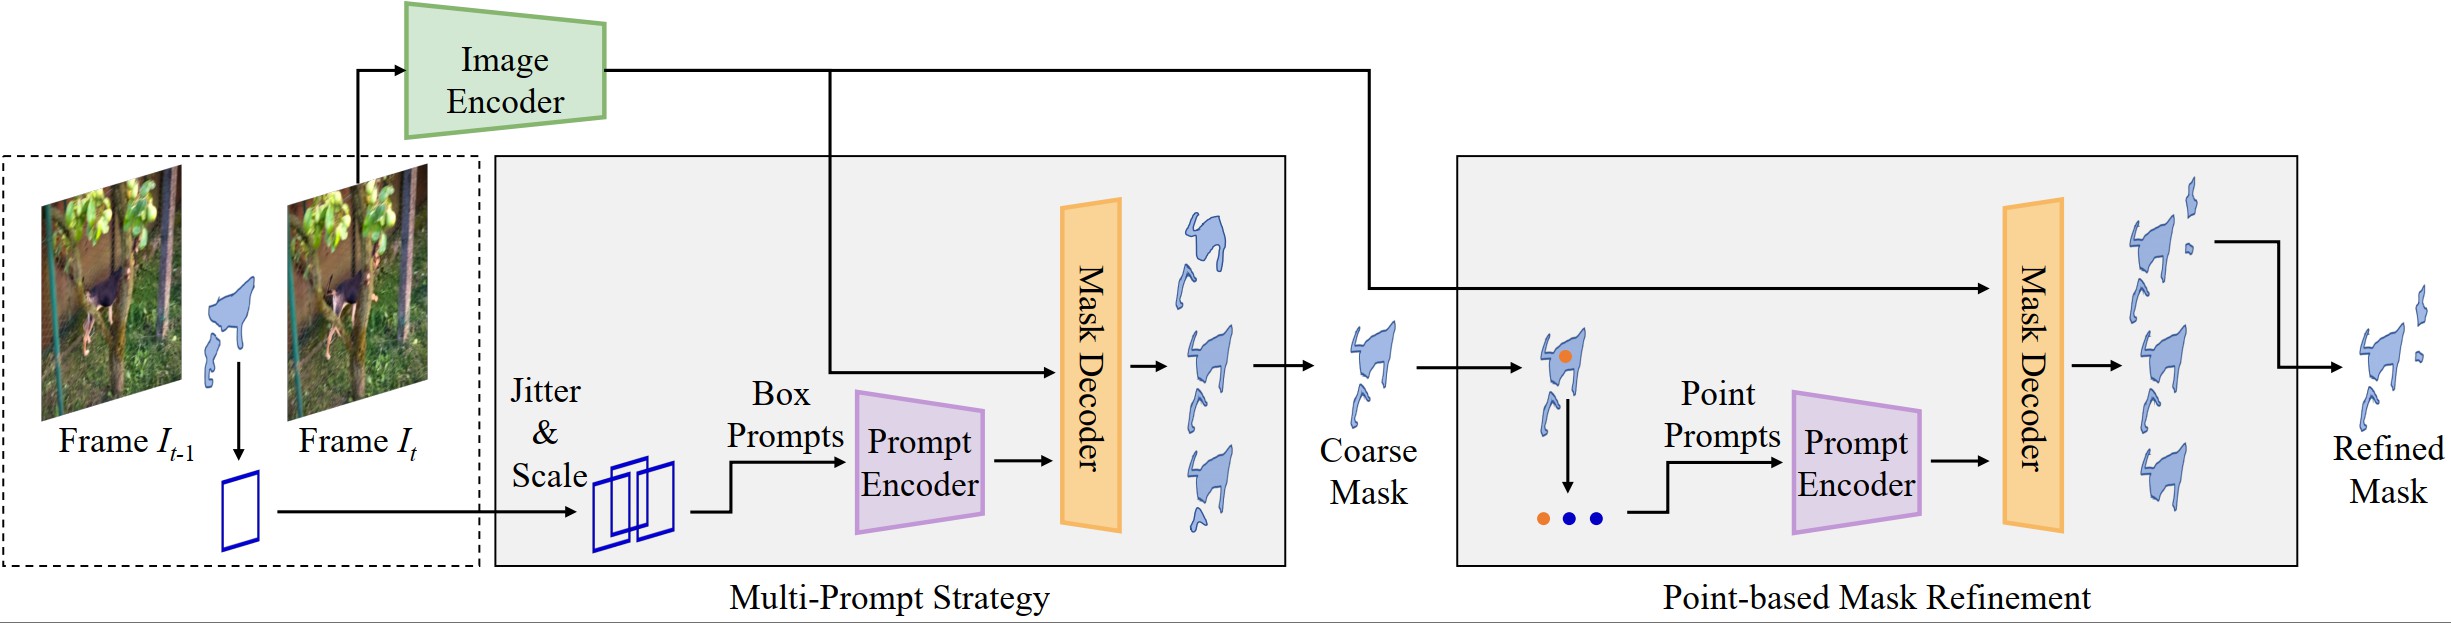 Image
Encoder
Frame I_{t-1}
Frame I_t
Jitter
&
Scale
Box
Prompts
Prompt
Encoder
Mask Decoder
Multi-Prompt Strategy
Coarse
Mask
Point
Prompts
Prompt
Encoder
Mask Decoder
Point-based Mask Refinement
Refined
Mask